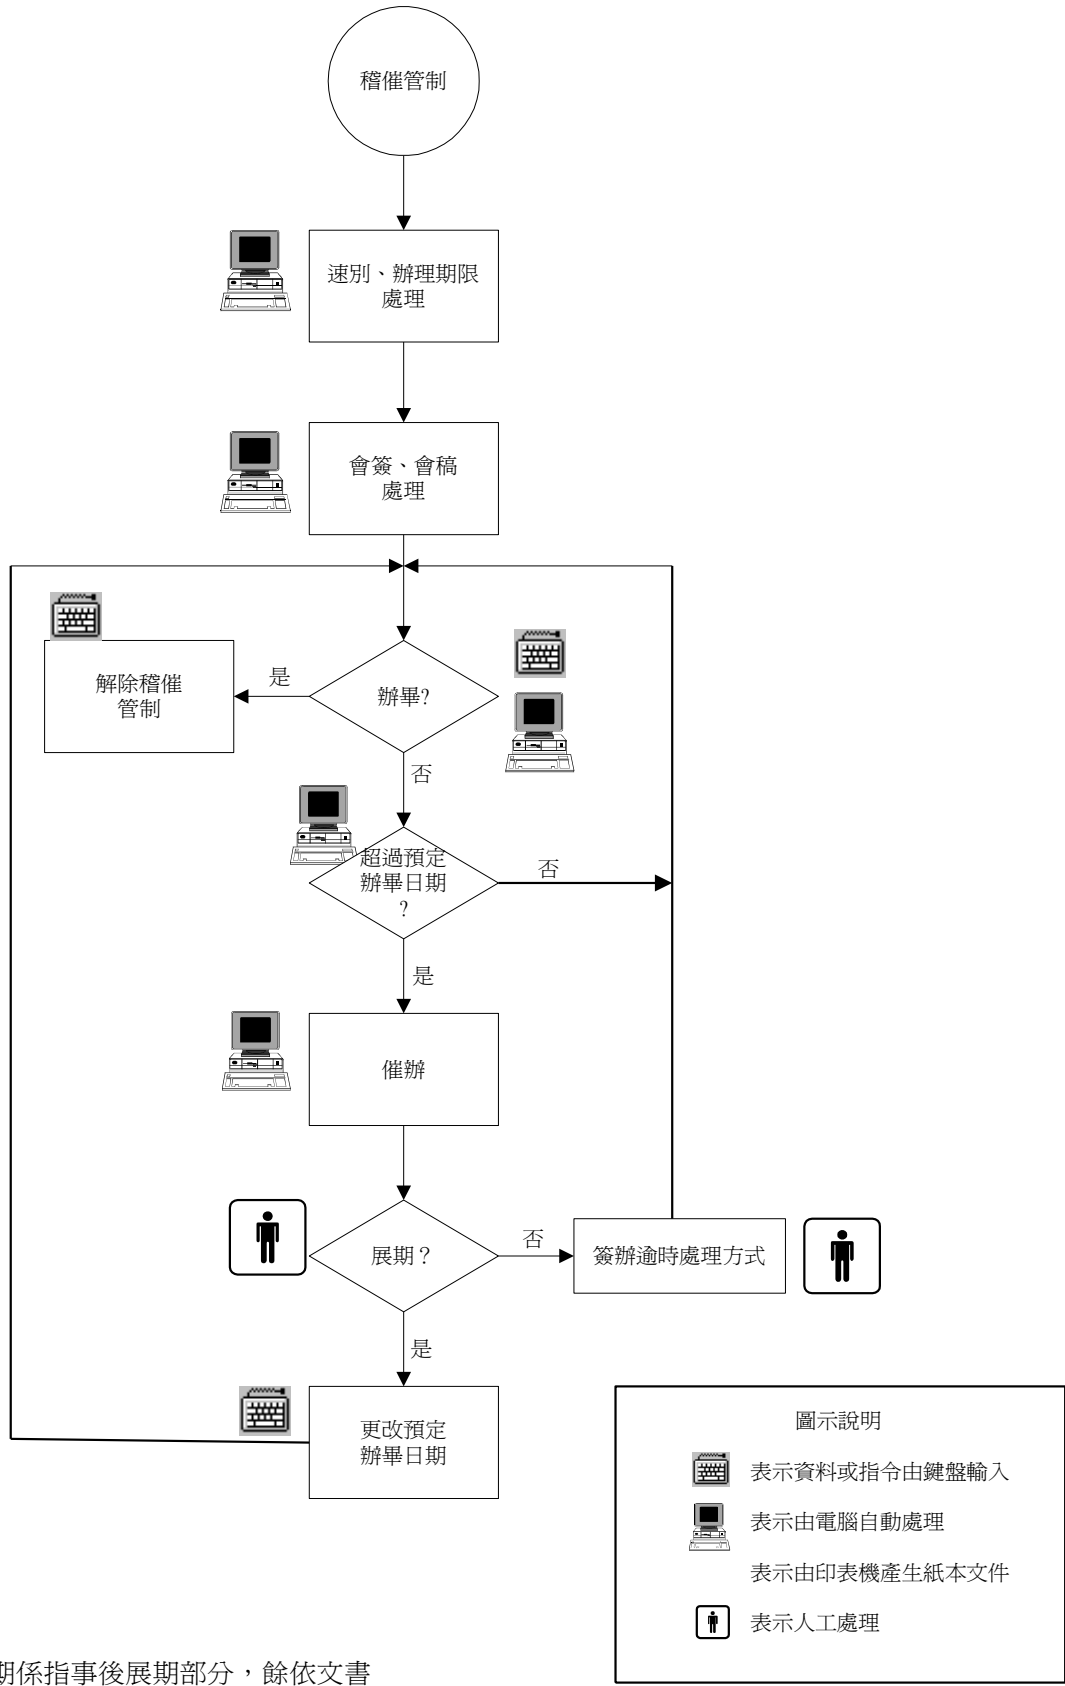 稽催管制
速別、辦理期限
處理
會簽、會稿
處理
解除稽催
管制
是
辦畢?
否
超過預定
辦畢日期
?
否
是
催辦
展期？
否
簽辦逾時處理方式
是
更改預定
辦畢日期
圖示說明
表示資料或指令由鍵盤輸入
表示由電腦自動處理
表示由印表機產生紙本文件
表示人工處理
期係指事後展期部分，餘依文書